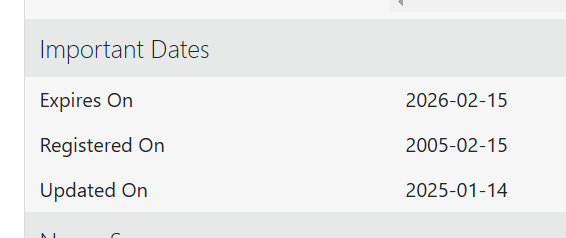 Important Dates
Expires On 2026-02-15
Registered On 2005-02-15
Updated On 2025-01-14